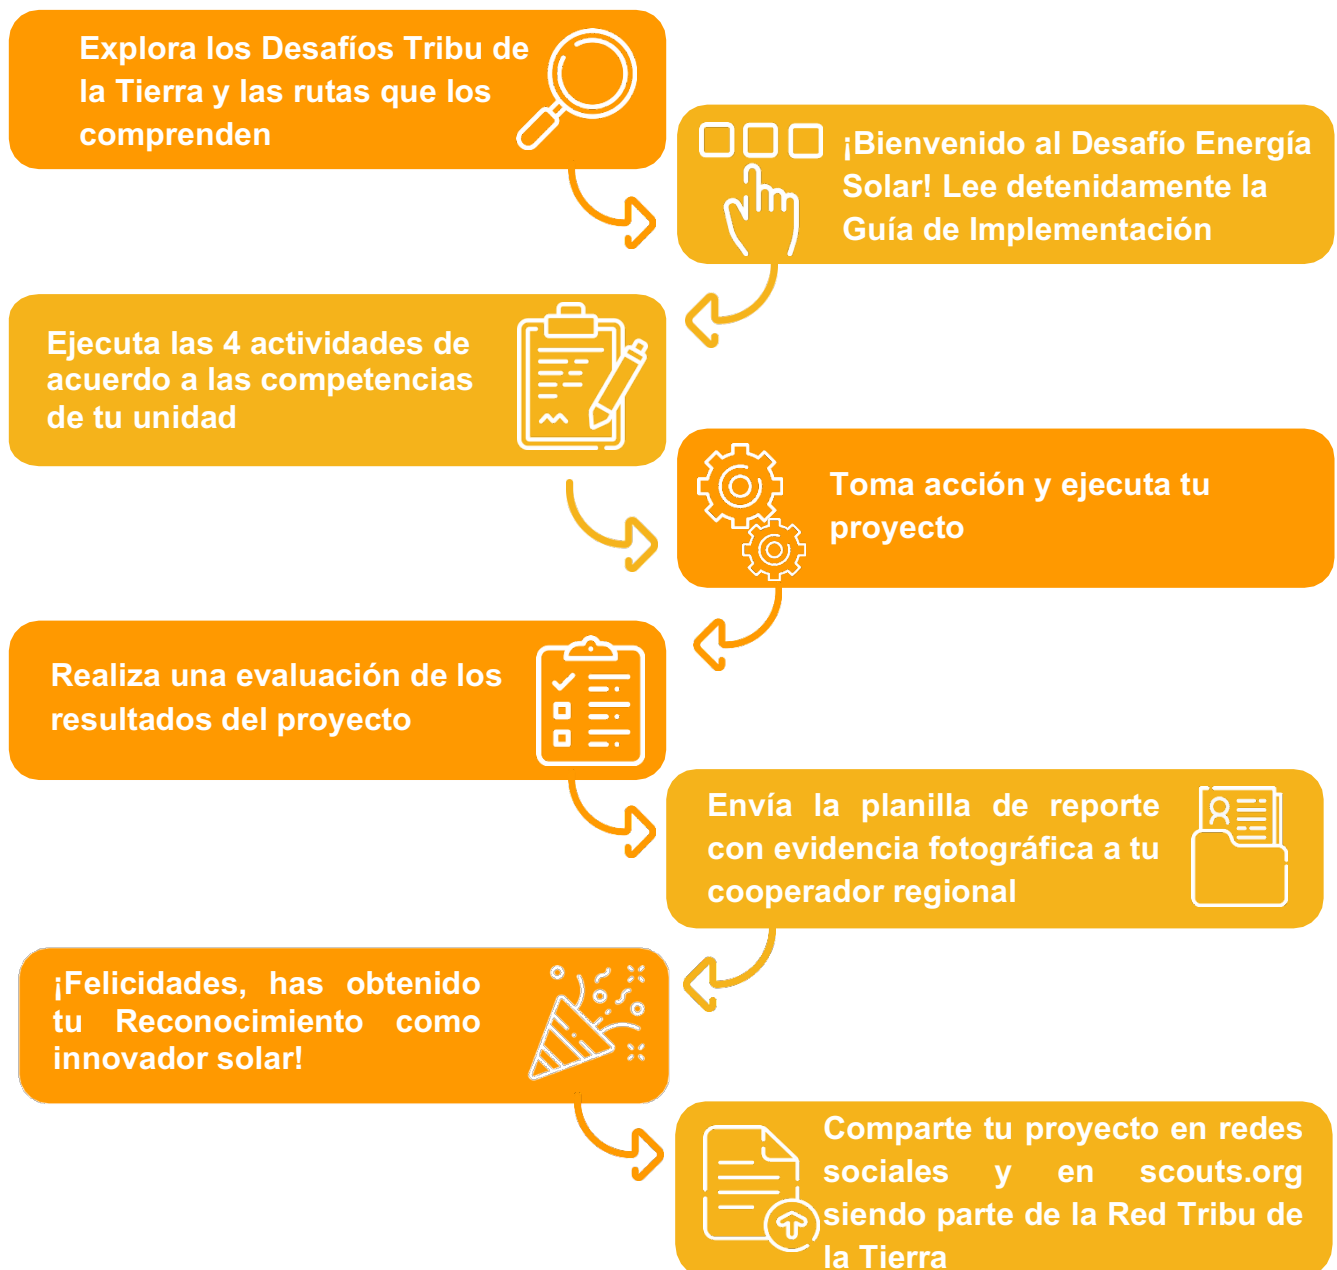 Explora los Desafíos Tribu de
la Tierra y las rutas que los
comprenden
¡Bienvenido al Desafío Energía
Solar! Lee detenidamente la
Guía de Implementación
Ejecuta las 4 actividades de
acuerdo a las competencias
de tu unidad
Toma acción y ejecuta tu
proyecto
Realiza una evaluación de los
resultados del proyecto
Envía la planilla de reporte
con evidencia fotográfica a tu
cooperador regional
¡Felicidades, has obtenido
tu Reconocimiento como
innovador solar!
Comparte tu proyecto en redes
sociales y en scouts.org
siendo parte de la Red Tribu de
la Tierra